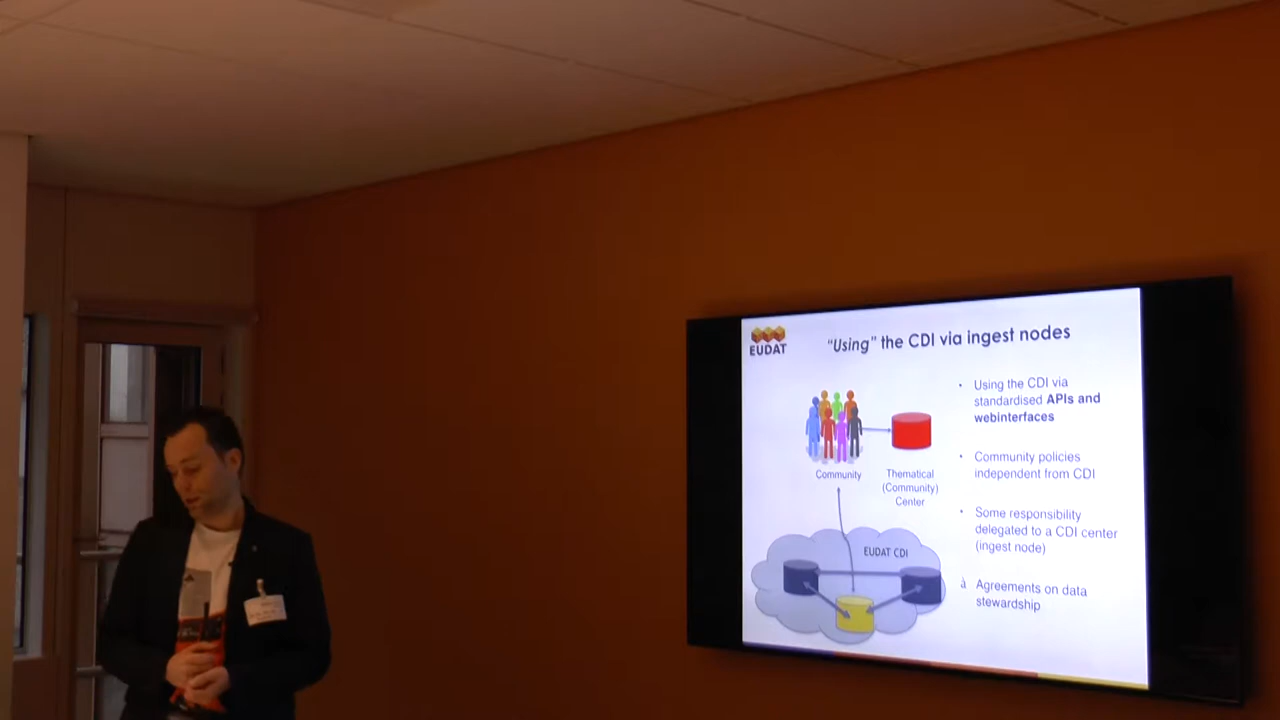 EUDAT
"Using" the CDI via ingest nodes
• Using the CDI via
standardised APIs and
webinterfaces
• Community policies
independent from CDI
• Some responsibility
delegated to a CDI center
(ingest node)
à Agreements on data
stewardship
Community
Thematical
(Community)
Center
EUDAT CDI